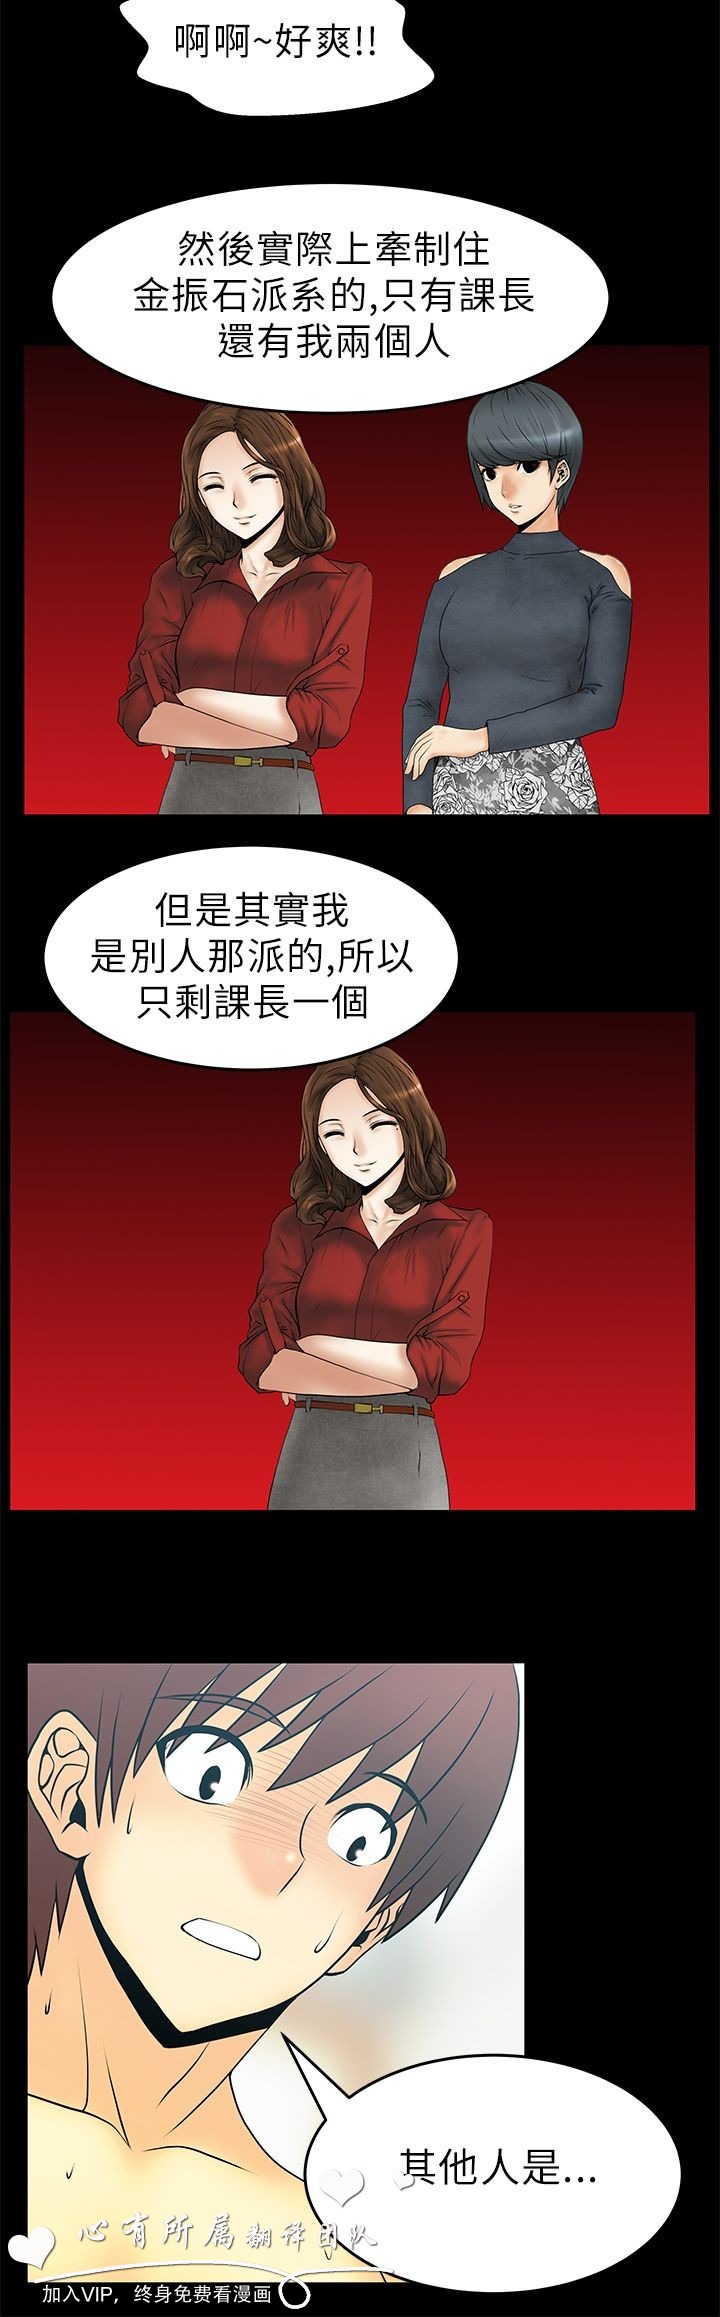 啊啊~好爽!!
然後實際上牽制住
金振石派系的,只有課長
還有我兩個人
但是其實我
是別人那派的,所以
只剩課長一個
其他人是...
心有所属翻译团队
加入VIP，终身免费看漫画